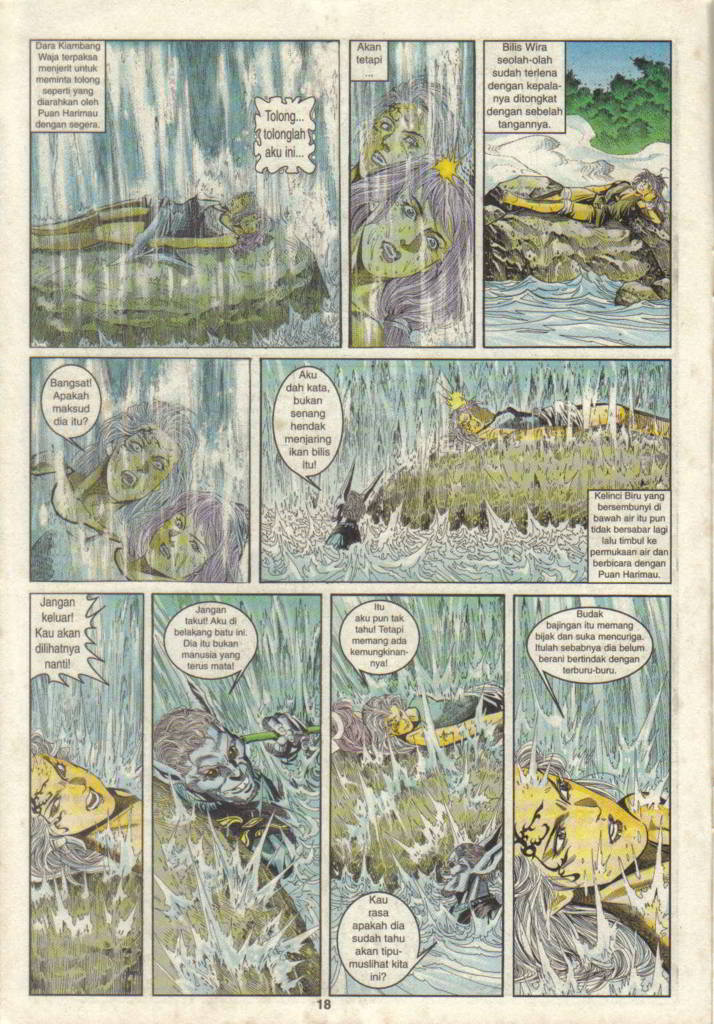 Dara Kiambang
Waja terpaksa
menjerit untuk
meminta tolong
seperti yang
diarahkan oleh
Puan Harimau
dengan segera.
Tolong...
tolonglah
aku ini...
Akan
tetapi
...
Bilis Wira
seolah-olah
sudah terlena
dengan kepala-
nya ditongkat
dengan sebelah
tangannya.
Bangsat!
Apakah
maksud
dia itu?
Aku
dah kata,
bukan
senang
hendak
menjaring
ikan bilis
itu!
Kelinci Biru yang
bersembunyi di
bawah air itu pun
tidak bersabar lagi
lalu timbul ke
permukaan air dan
berbicara dengan
Puan Harimau.
Jangan
keluar!
Kau akan
dilihatnya
nanti!
Jangan
takut! Aku di
belakang batu ini.
Dia itu bukan
manusia yang
terus mata!
Itu
aku pun tak
tahu! Tetapi
memang ada
kemungkinan-
nya!
Kau
rasa
apakah dia
sudah tahu
akan tipu-
muslihat kita
ini?
Budak
bajingan itu memang
bijak dan suka mencuriga.
Itulah sebabnya dia belum
berani bertindak dengan
terburu-buru.
18